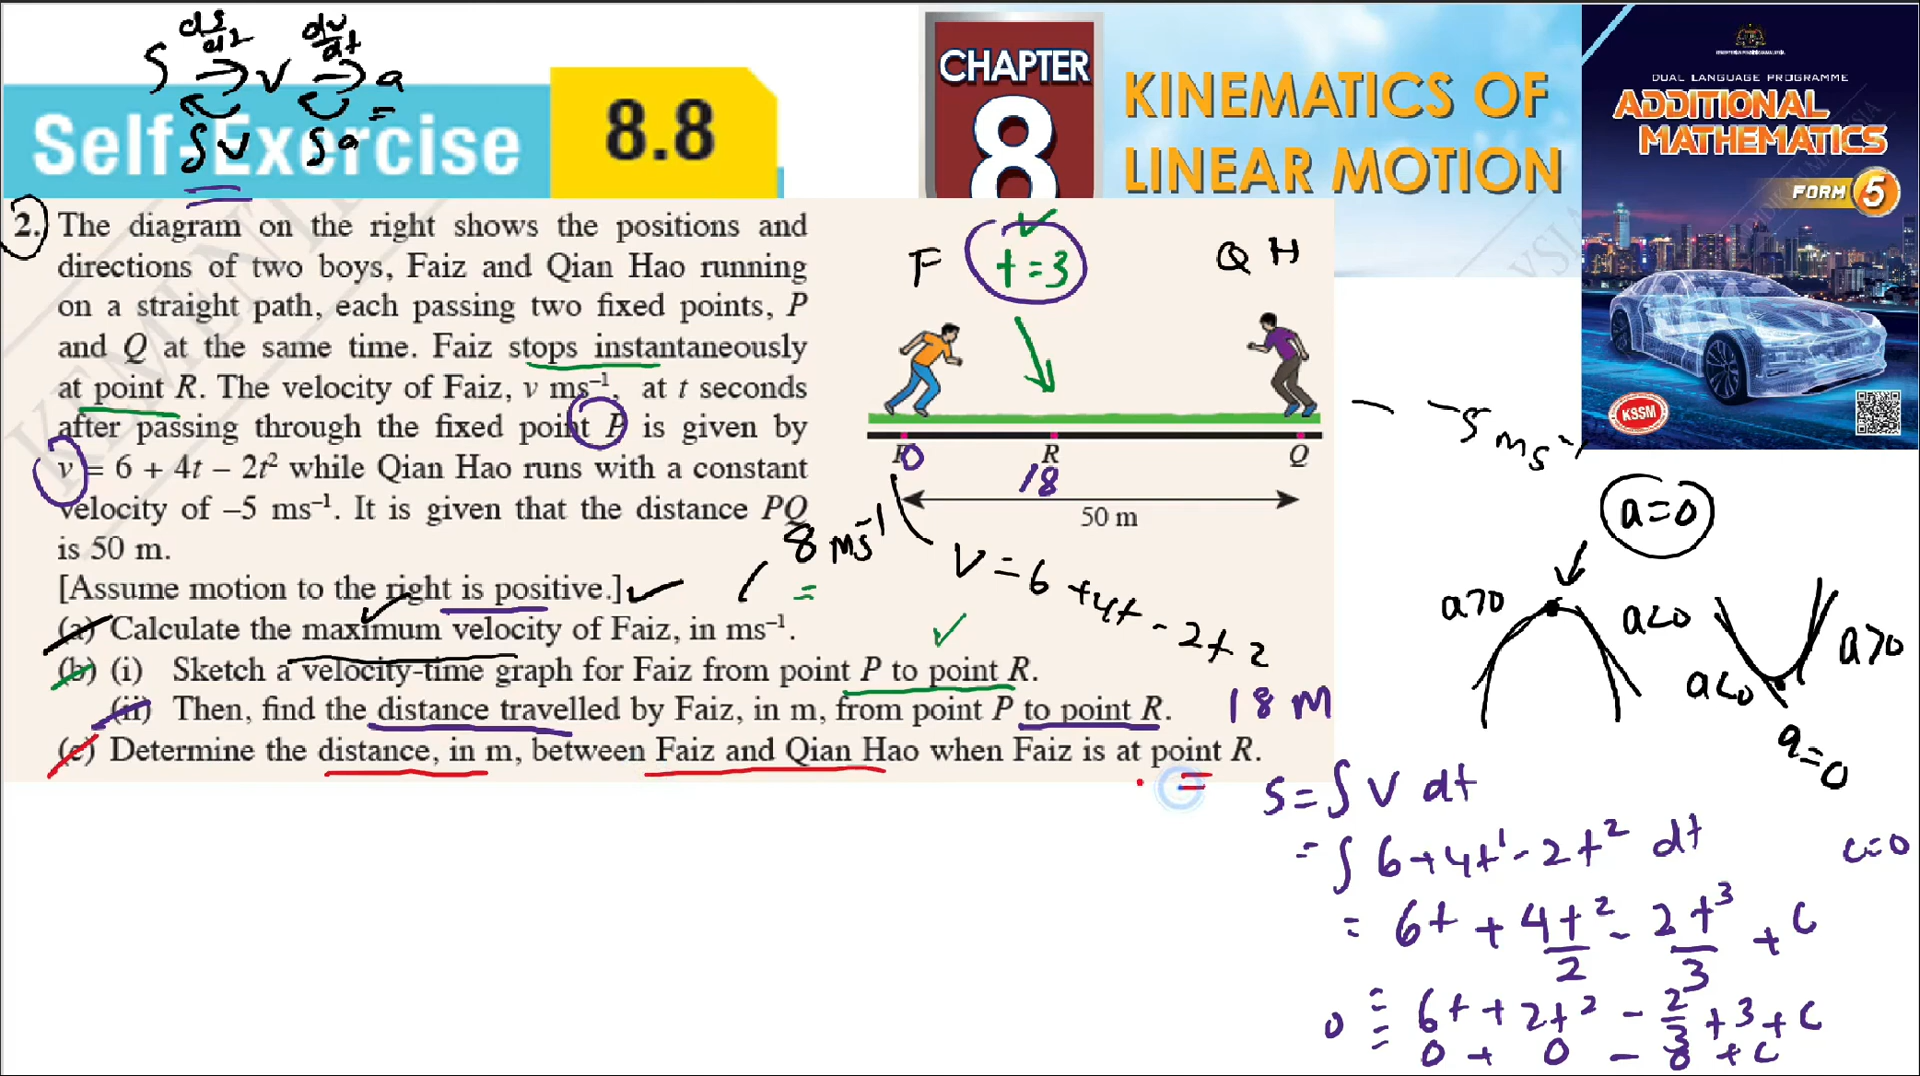 ds/dt dv/dt
S → V → a
∫v ∫a
Self-Exercise 8.8
CHAPTER
8
KINEMATICS OF
LINEAR MOTION
DUAL LANGUAGE PROGRAMME
ADDITIONAL
MATHEMATICS
FORM 5
KSSM
2. The diagram on the right shows the positions and
directions of two boys, Faiz and Qian Hao running
on a straight path, each passing two fixed points, P
and Q at the same time. Faiz stops instantaneously
at point R. The velocity of Faiz, v ms⁻¹, at t seconds
after passing through the fixed point P is given by
v = 6 + 4t − 2t² while Qian Hao runs with a constant
velocity of −5 ms⁻¹. It is given that the distance PQ
is 50 m.
[Assume motion to the right is positive.]
(a) Calculate the maximum velocity of Faiz, in ms⁻¹.
(b) (i) Sketch a velocity-time graph for Faiz from point P to point R.
(ii) Then, find the distance travelled by Faiz, in m, from point P to point R.
(c) Determine the distance, in m, between Faiz and Qian Hao when Faiz is at point R.
F t=3 QH
P R Q
0 18
50 m
-5 ms⁻¹
8 ms⁻¹
=
V = 6 + 4t - 2t²
18 m
a=0
a>0 a<0
a<0 a>0
a=0
S = ∫ V dt
= ∫ 6+4t¹-2t² dt
c=0
= 6t + 4t²/2 - 2t³/3 + c
0 = 6t + 2t² - 2/3 t³ + c
= 0 + 0 - 0 + c